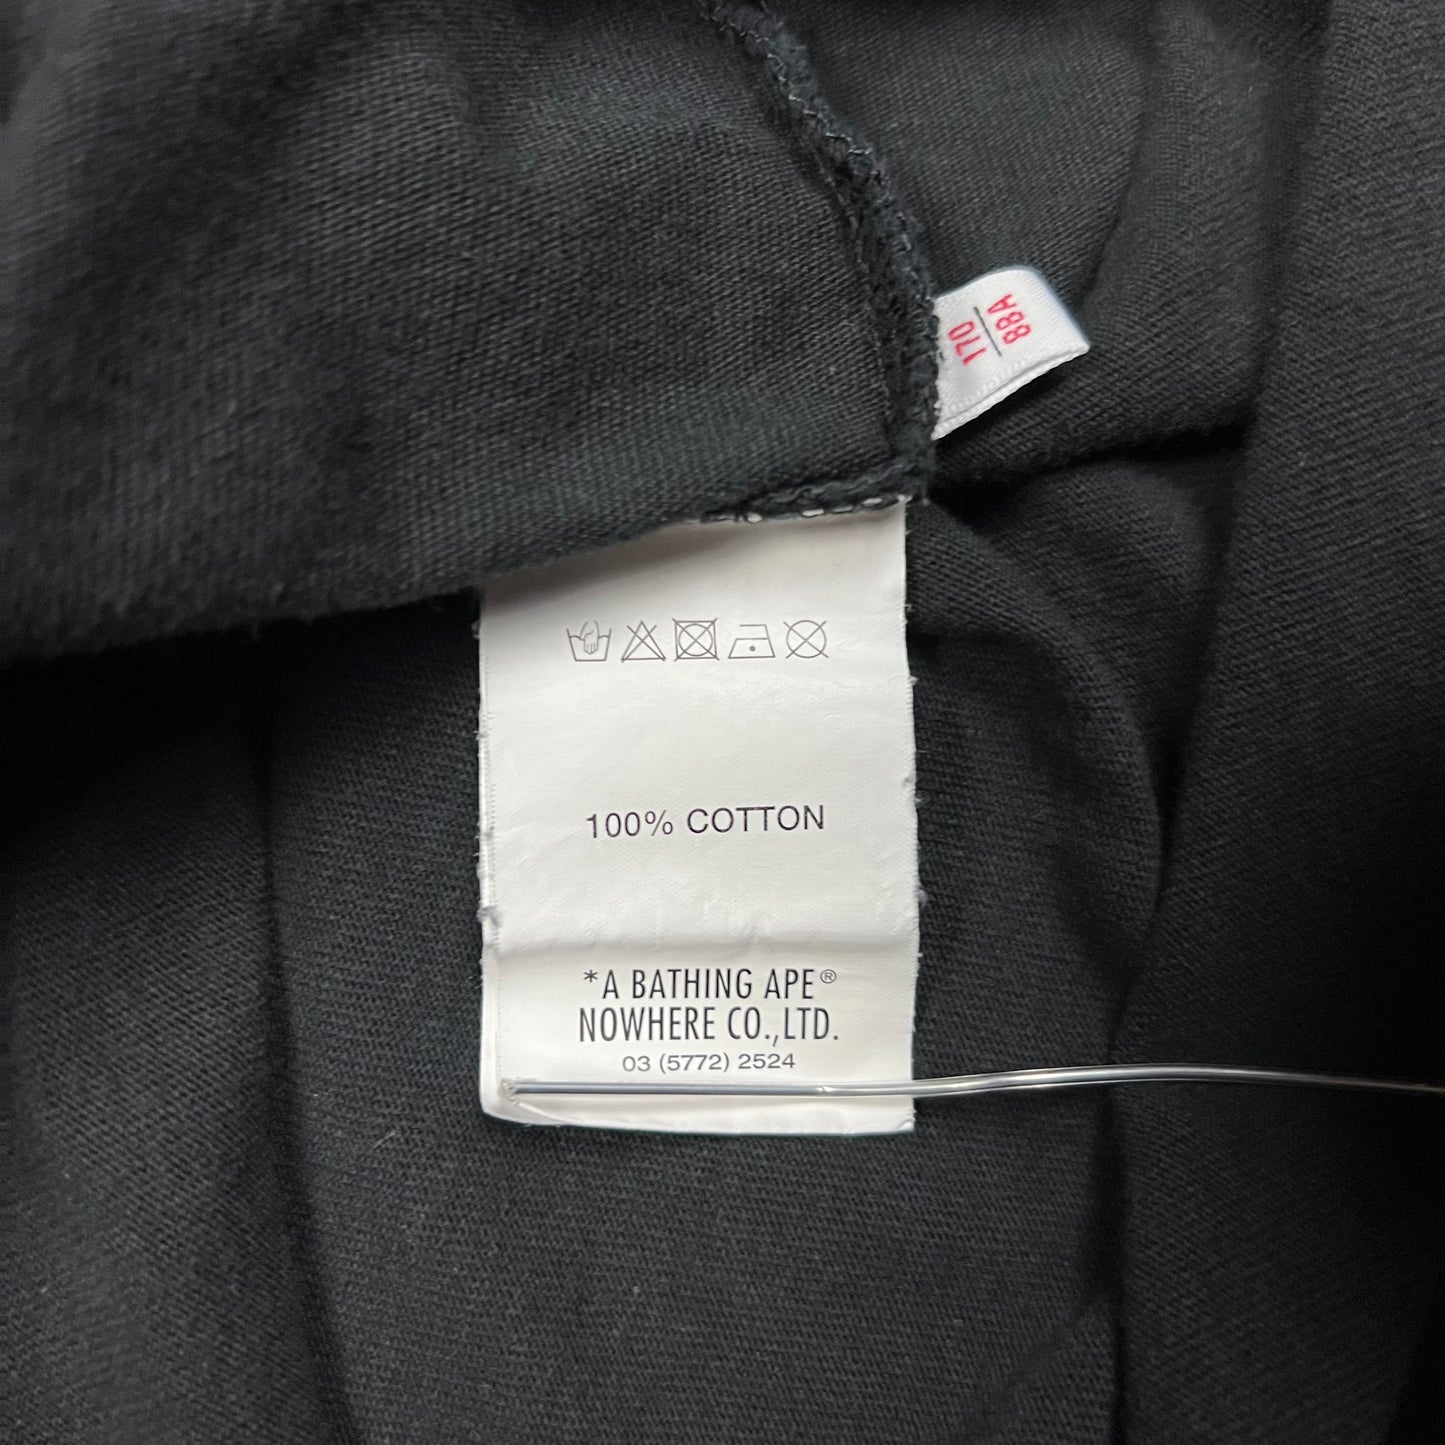 170
88A
100% COTTON
*A BATHING APE®
NOWHERE CO.,LTD.
03 (5772) 2524